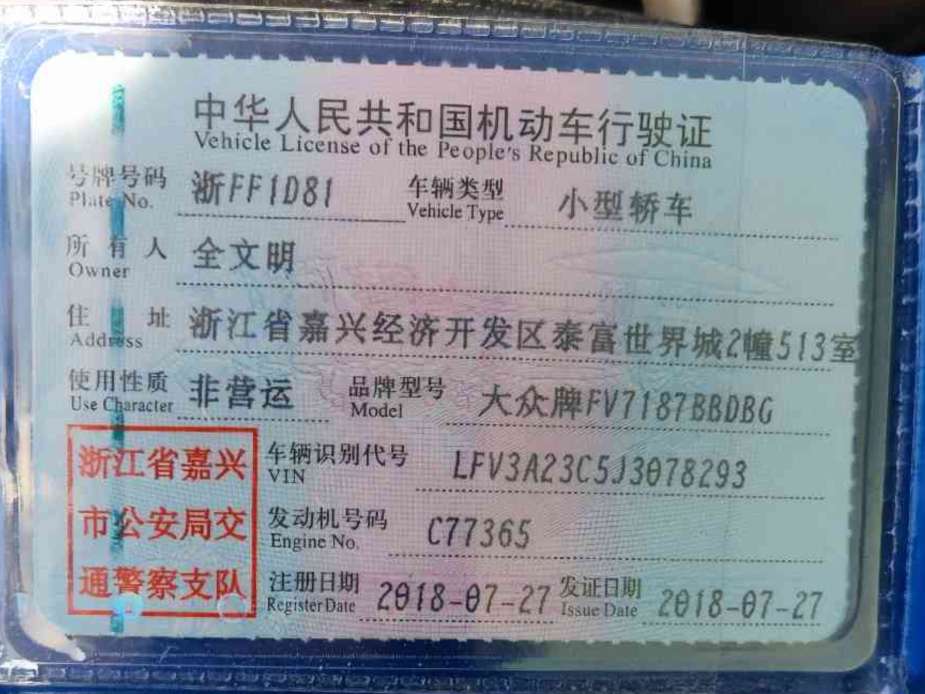 中华人民共和国机动车行驶证
Vehicle License of the People's Republic of China
号牌号码 浙FF1D81 车辆类型 小型轿车
Plate No. Vehicle Type
所有人 全文明
Owner
住址 浙江省嘉兴经济开发区泰富世界城2幢513室
Address
使用性质 非营运 品牌型号 大众牌FV7187BBDBG
Use Character Model
浙江省嘉兴
市公安局交
通警察支队
车辆识别代号 LFV3A23C5J3078293
VIN
发动机号码 C77365
Engine No.
注册日期 2018-07-27 发证日期 2018-07-27
Register Date Issue Date